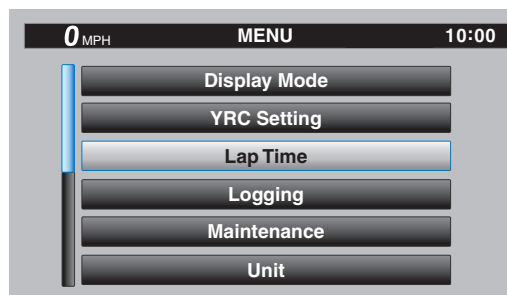 0 MPH MENU 10:00
Display Mode
YRC Setting
Lap Time
Logging
Maintenance
Unit